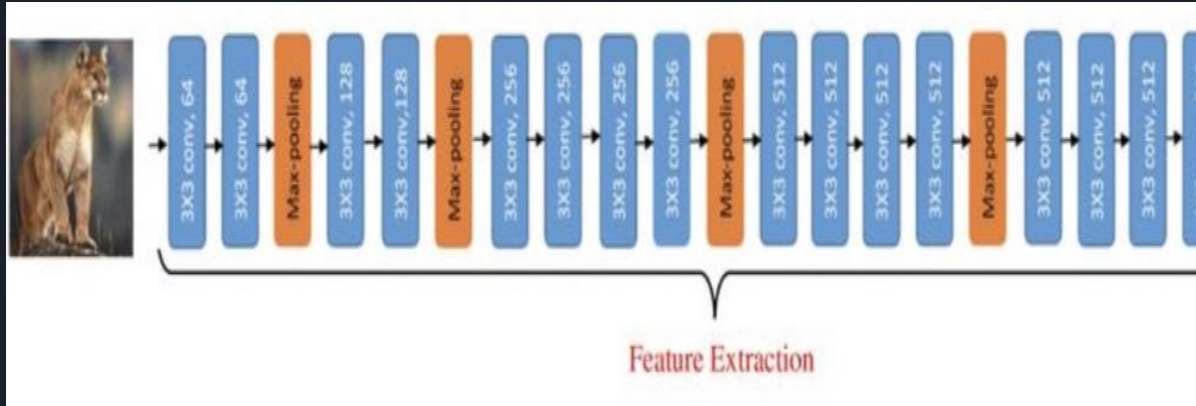 3X3 conv, 64
3X3 conv, 64
Max-pooling
3X3 conv, 128
3X3 conv,128
Max-pooling
3X3 conv, 256
3X3 conv, 256
3X3 conv, 256
3X3 conv, 256
Max-pooling
3X3 conv, 512
3X3 conv, 512
3X3 conv, 512
3X3 conv, 512
Max-pooling
3X3 conv, 512
3X3 conv, 512
3X3 conv, 512
Feature Extraction